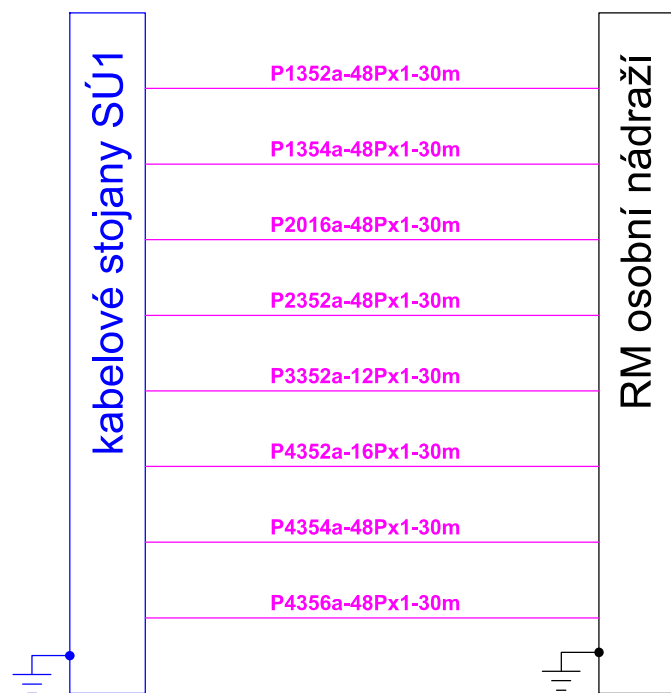 kabelové stojany SÚ1
P1352a-48Px1-30m
P1354a-48Px1-30m
P2016a-48Px1-30m
P2352a-48Px1-30m
P3352a-12Px1-30m
P4352a-16Px1-30m
P4354a-48Px1-30m
P4356a-48Px1-30m
RM osobní nádraží